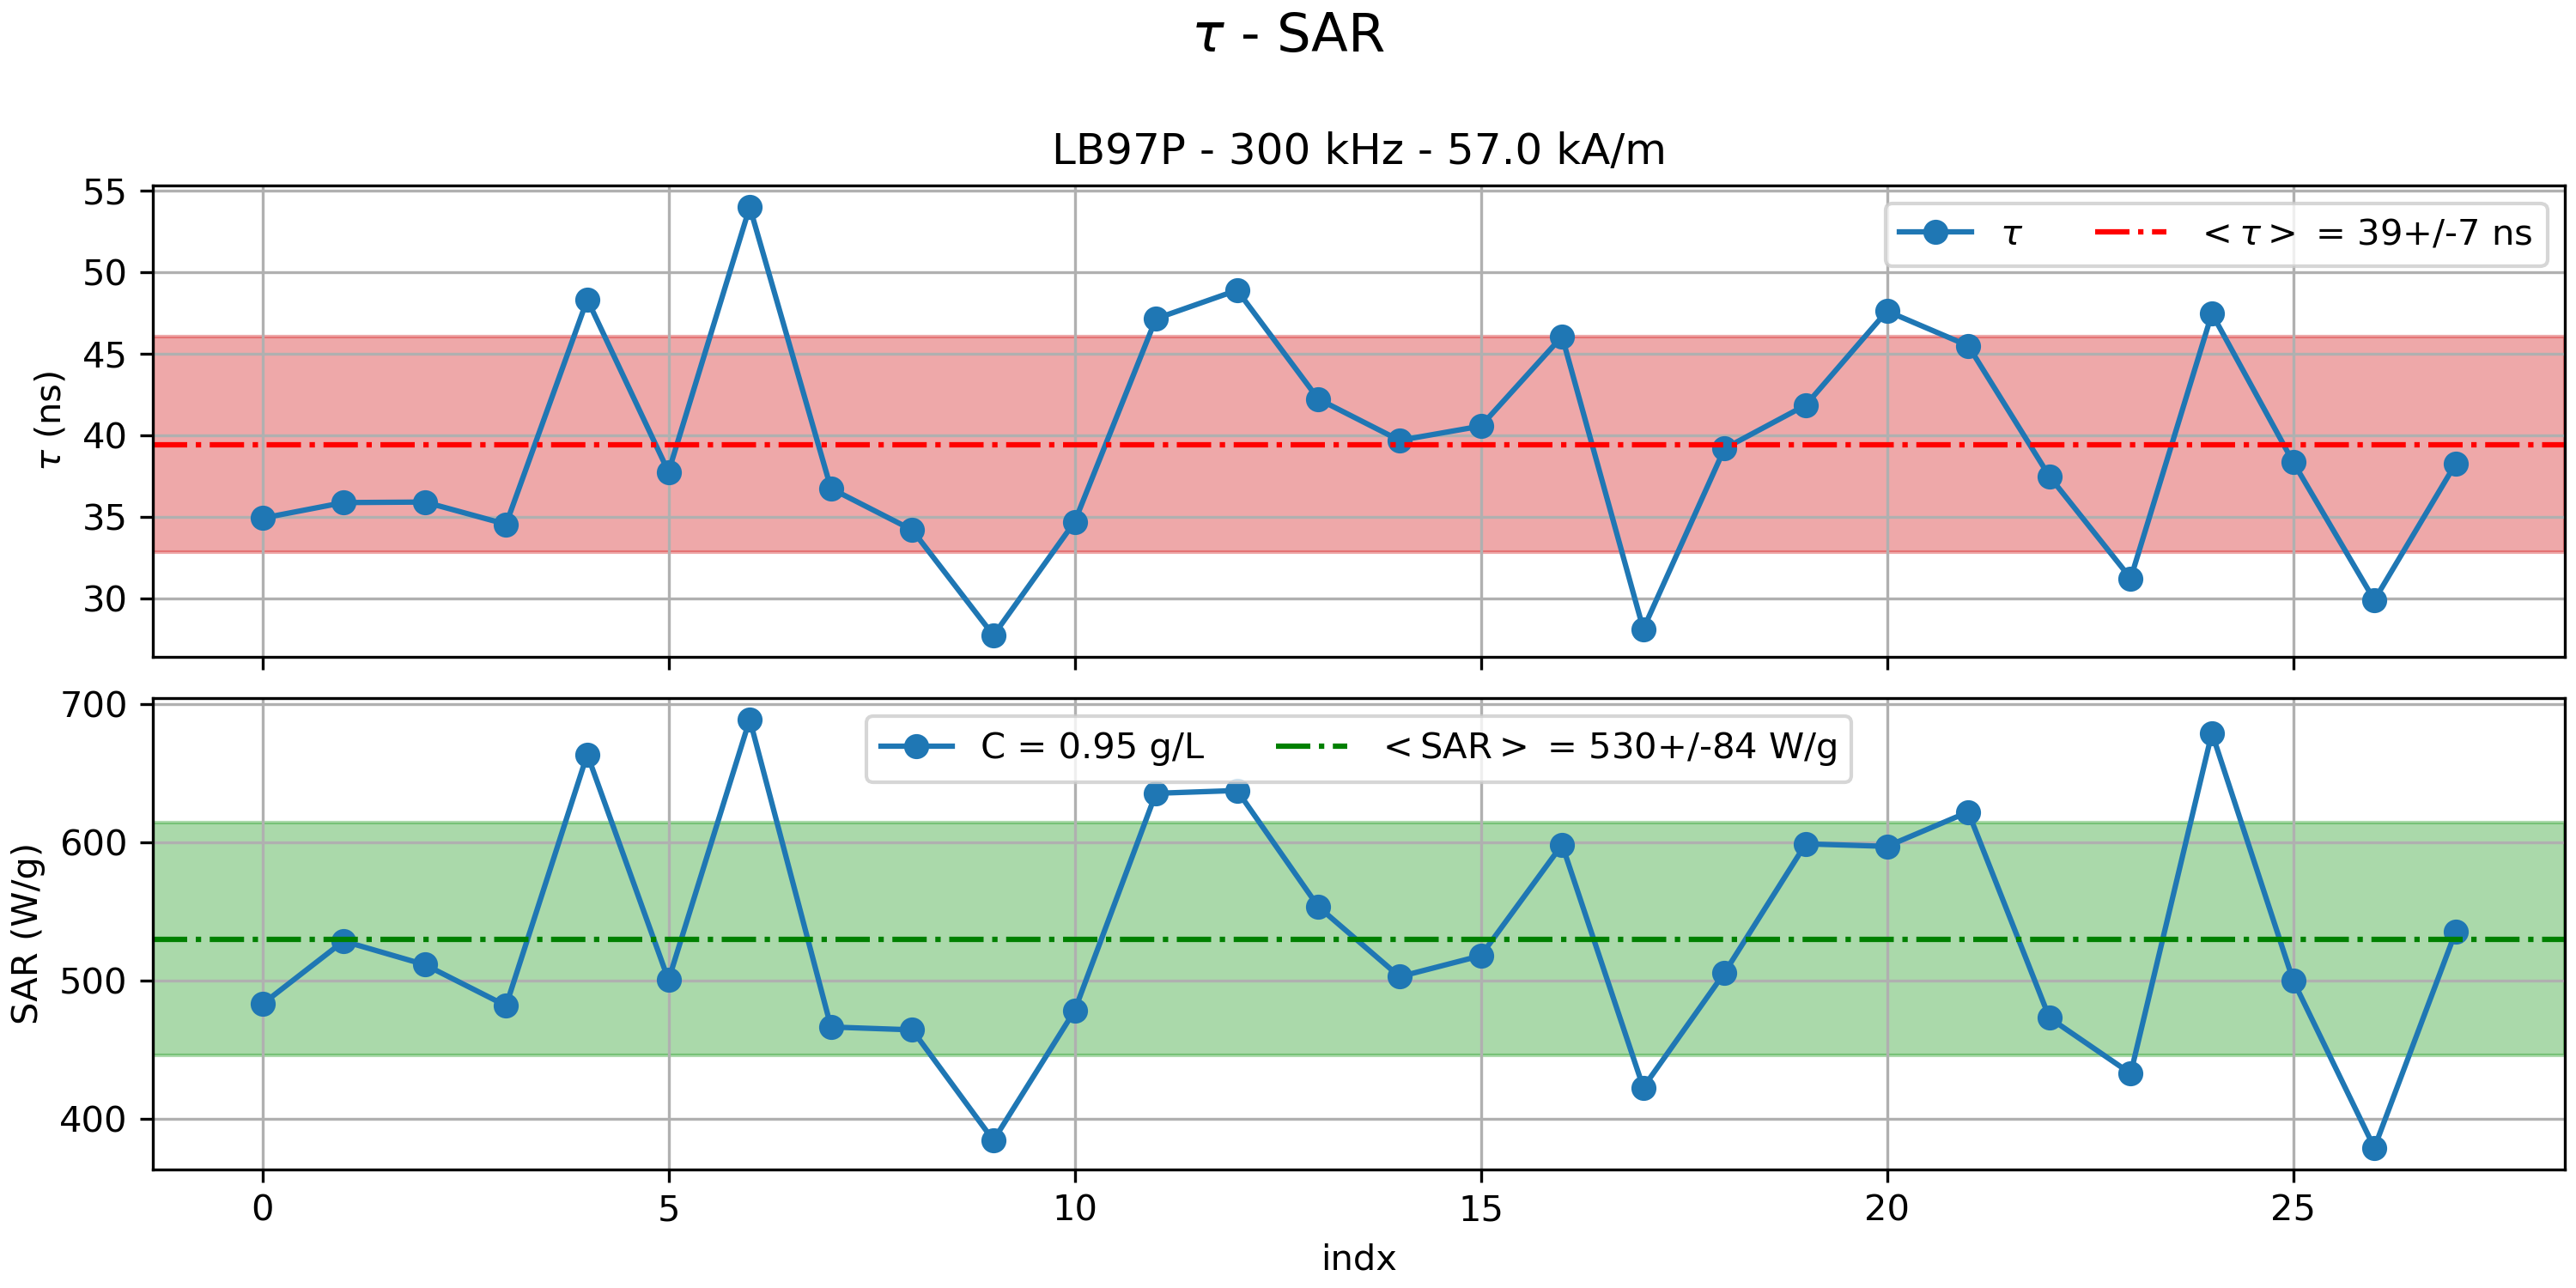 τ - SAR
LB97P - 300 kHz - 57.0 kA/m
τ (ns)
55
50
45
40
35
30
τ
<τ> = 39+/-7 ns
SAR (W/g)
700
600
500
400
C = 0.95 g/L
<SAR> = 530+/-84 W/g
0 5 10 15 20 25
indx